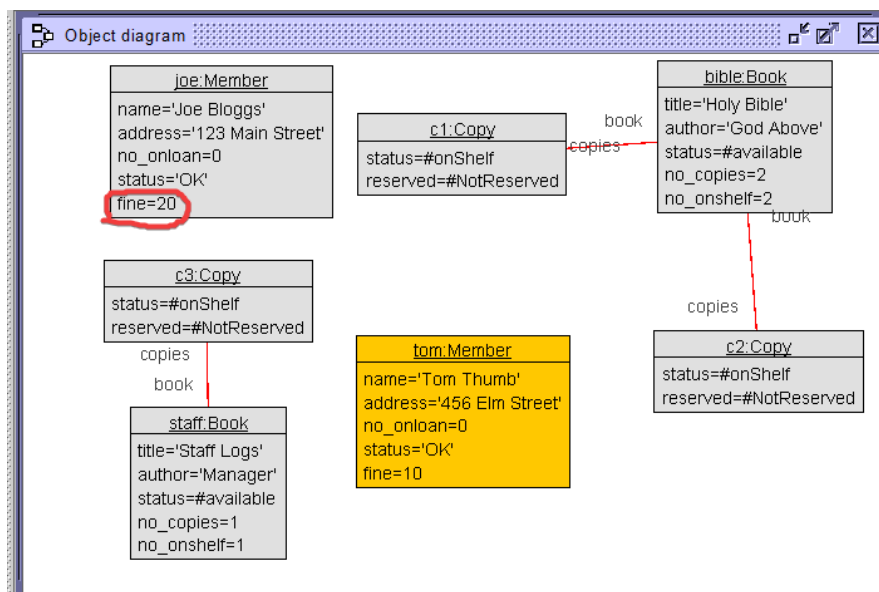 Object diagram
joe:Member
name='Joe Bloggs'
address='123 Main Street'
no_onloan=0
status='OK'
fine=20
c1:Copy
status=#onShelf
reserved=#NotReserved
book
copies
bible:Book
title='Holy Bible'
author='God Above'
status=#available
no_copies=2
no_onshelf=2
book
copies
c2:Copy
status=#onShelf
reserved=#NotReserved
c3:Copy
status=#onShelf
reserved=#NotReserved
copies
book
staff:Book
title='Staff Logs'
author='Manager'
status=#available
no_copies=1
no_onshelf=1
tom:Member
name='Tom Thumb'
address='456 Elm Street'
no_onloan=0
status='OK'
fine=10